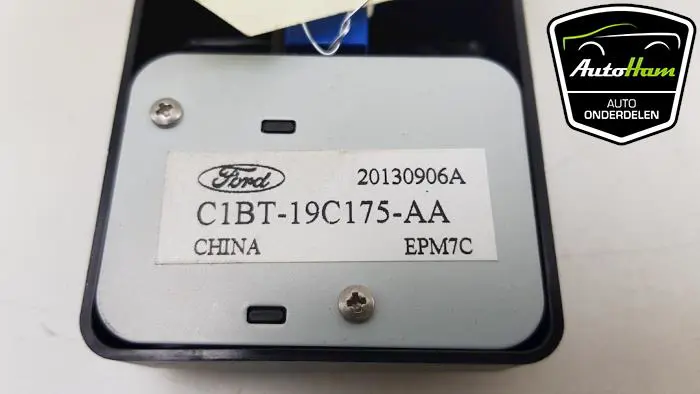 AutoHam
AUTO
ONDERDELEN
Ford 20130906A
C1BT-19C175-AA
CHINA EPM7C